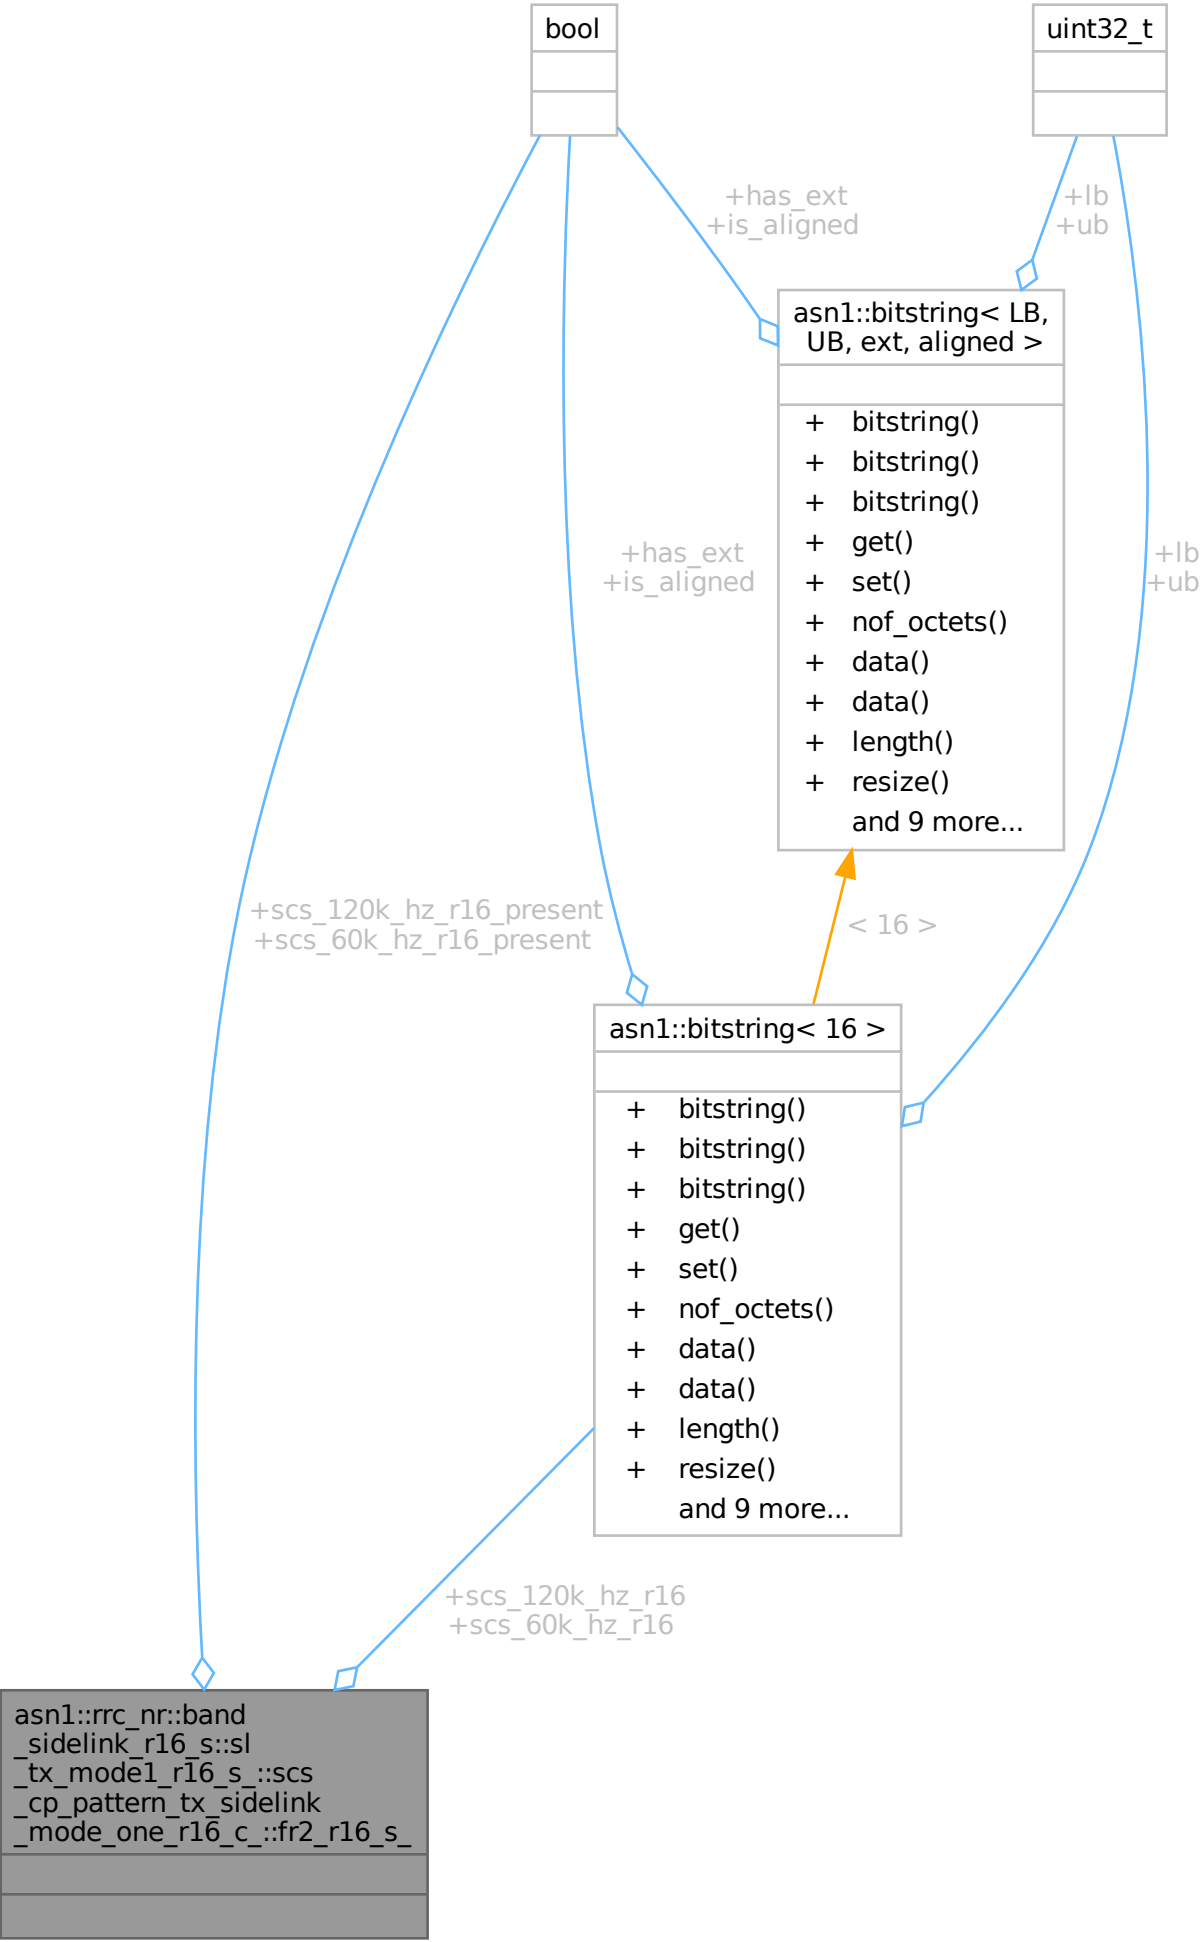 bool
uint32_t
+has_ext
+is_aligned
+lb
+ub
asn1::bitstring< LB,
UB, ext, aligned >
+ bitstring()
+ bitstring()
+ bitstring()
+ get()
+ set()
+ nof_octets()
+ data()
+ data()
+ length()
+ resize()
and 9 more...
+has_ext
+is_aligned
+lb
+ub
+scs_120k_hz_r16_present
+scs_60k_hz_r16_present
< 16 >
asn1::bitstring< 16 >
+ bitstring()
+ bitstring()
+ bitstring()
+ get()
+ set()
+ nof_octets()
+ data()
+ data()
+ length()
+ resize()
and 9 more...
+scs_120k_hz_r16
+scs_60k_hz_r16
asn1::rrc_nr::band
_sidelink_r16_s::sl
_tx_mode1_r16_s_::scs
_cp_pattern_tx_sidelink
_mode_one_r16_c_::fr2_r16_s_